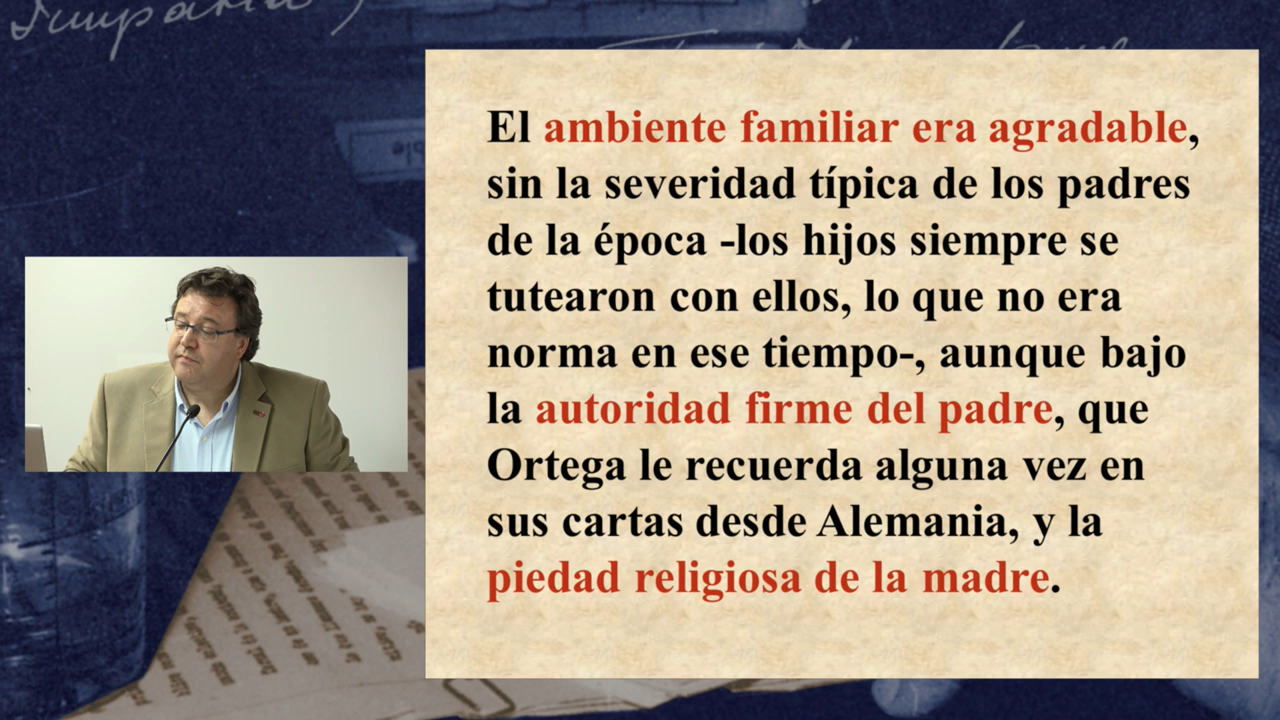 El ambiente familiar era agradable,
sin la severidad típica de los padres
de la época -los hijos siempre se
tutearon con ellos, lo que no era
norma en ese tiempo-, aunque bajo
la autoridad firme del padre, que
Ortega le recuerda alguna vez en
sus cartas desde Alemania, y la
piedad religiosa de la madre.